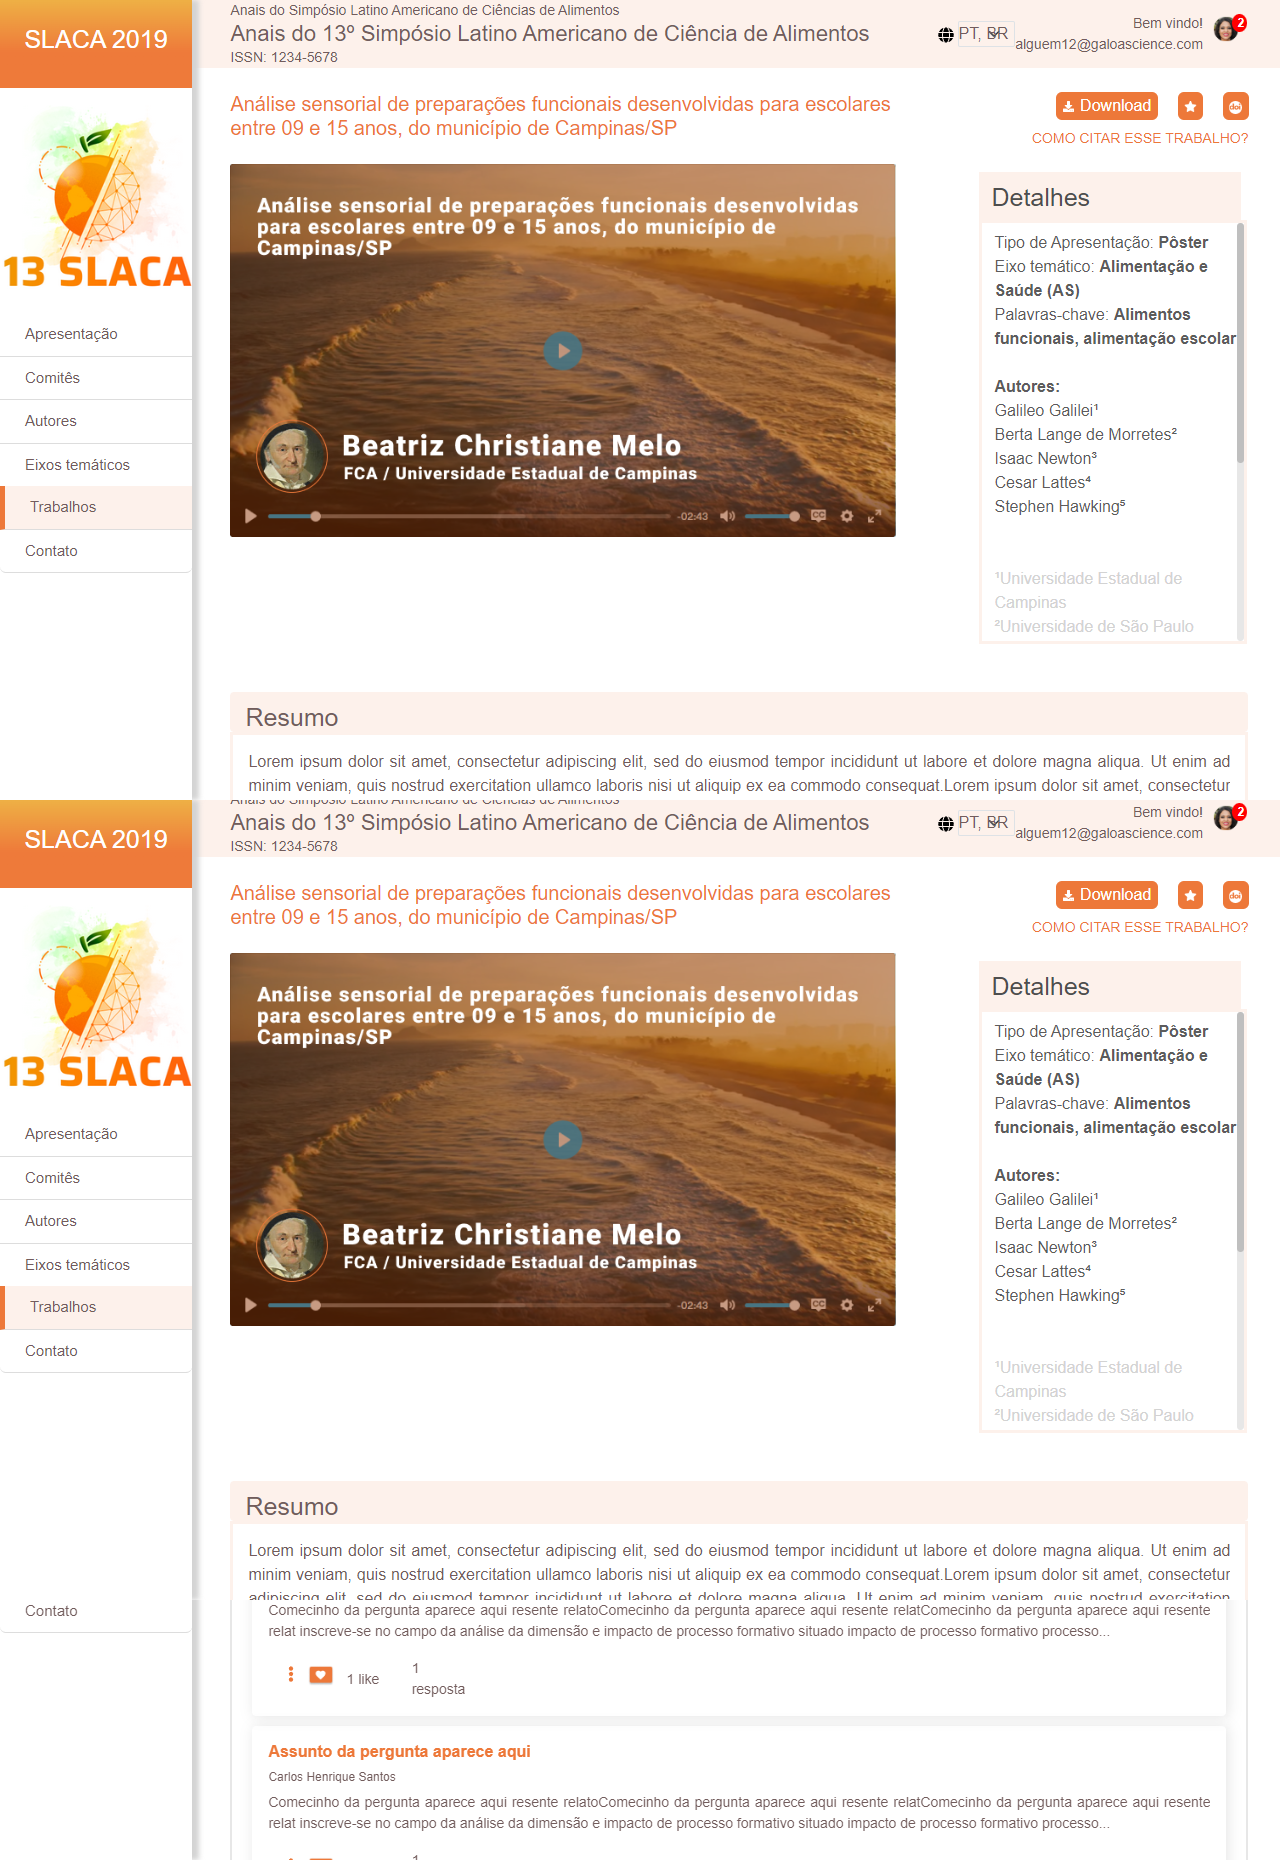 SLACA 2019
13 SLACA
Apresentação
Comitês
Autores
Eixos temáticos
Trabalhos
Contato
Anais do Simpósio Latino Americano de Ciências de Alimentos
Anais do 13º Simpósio Latino Americano de Ciência de Alimentos
ISSN: 1234-5678
PT, BR
Bem vindo!
alguem12@galoascience.com
2
Análise sensorial de preparações funcionais desenvolvidas para escolares
entre 09 e 15 anos, do município de Campinas/SP
Download
doi
COMO CITAR ESSE TRABALHO?
Análise sensorial de preparações funcionais desenvolvidas
para escolares entre 09 e 15 anos, do município de
Campinas/SP
Beatriz Christiane Melo
FCA / Universidade Estadual de Campinas
-02:43
CC
Detalhes
Tipo de Apresentação: Pôster
Eixo temático: Alimentação e
Saúde (AS)
Palavras-chave: Alimentos
funcionais, alimentação escolar
Autores:
Galileo Galilei¹
Berta Lange de Morretes²
Isaac Newton³
Cesar Lattes⁴
Stephen Hawking⁵
¹Universidade Estadual de
Campinas
²Universidade de São Paulo
Resumo
Lorem ipsum dolor sit amet, consectetur adipiscing elit, sed do eiusmod tempor incididunt ut labore et dolore magna aliqua. Ut enim ad
minim veniam, quis nostrud exercitation ullamco laboris nisi ut aliquip ex ea commodo consequat.Lorem ipsum dolor sit amet, consectetur
SLACA 2019
13 SLACA
Apresentação
Comitês
Autores
Eixos temáticos
Trabalhos
Contato
Anais do Simpósio Latino Americano de Ciências de Alimentos
Anais do 13º Simpósio Latino Americano de Ciência de Alimentos
ISSN: 1234-5678
PT, BR
Bem vindo!
alguem12@galoascience.com
2
Análise sensorial de preparações funcionais desenvolvidas para escolares
entre 09 e 15 anos, do município de Campinas/SP
Download
doi
COMO CITAR ESSE TRABALHO?
Análise sensorial de preparações funcionais desenvolvidas
para escolares entre 09 e 15 anos, do município de
Campinas/SP
Beatriz Christiane Melo
FCA / Universidade Estadual de Campinas
-02:43
CC
Detalhes
Tipo de Apresentação: Pôster
Eixo temático: Alimentação e
Saúde (AS)
Palavras-chave: Alimentos
funcionais, alimentação escolar
Autores:
Galileo Galilei¹
Berta Lange de Morretes²
Isaac Newton³
Cesar Lattes⁴
Stephen Hawking⁵
¹Universidade Estadual de
Campinas
²Universidade de São Paulo
Resumo
Lorem ipsum dolor sit amet, consectetur adipiscing elit, sed do eiusmod tempor incididunt ut labore et dolore magna aliqua. Ut enim ad
minim veniam, quis nostrud exercitation ullamco laboris nisi ut aliquip ex ea commodo consequat.Lorem ipsum dolor sit amet, consectetur
adipiscing elit, sed do eiusmod tempor incididunt ut labore et dolore magna aliqua. Ut enim ad minim veniam, quis nostrud exercitation
Contato
Comecinho da pergunta aparece aqui resente relatoComecinho da pergunta aparece aqui resente relatComecinho da pergunta aparece aqui resente
relat inscreve-se no campo da análise da dimensão e impacto de processo formativo situado impacto de processo formativo processo...
1 like
1
resposta
Assunto da pergunta aparece aqui
Carlos Henrique Santos
Comecinho da pergunta aparece aqui resente relatoComecinho da pergunta aparece aqui resente relatComecinho da pergunta aparece aqui resente
relat inscreve-se no campo da análise da dimensão e impacto de processo formativo situado impacto de processo formativo processo...
1